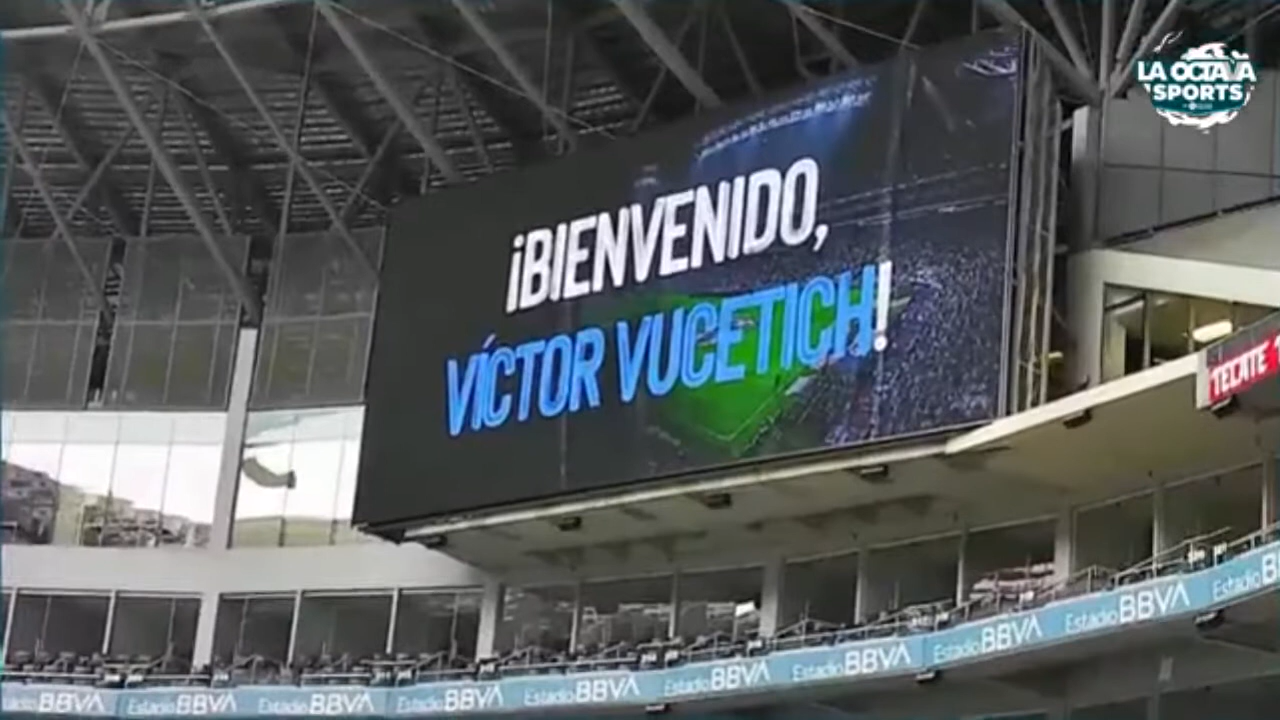 LA OCTAVA
SPORTS
¡BIENVENIDO,
VÍCTOR VUCETICH!
TECATE
Estadio BBVA
Estadio BBVA
Estadio BBVA
Estadio BBVA
Estadio BBVA
Estadio BBVA
Estadio BBVA
Estadio BBVA
Estadio BBVA
Estadio